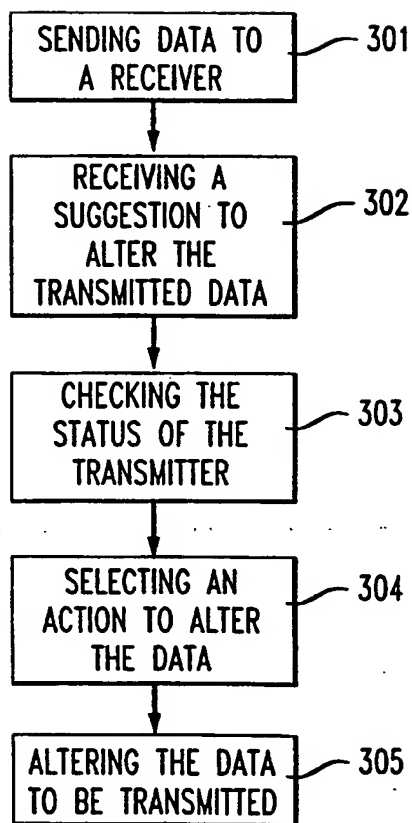 SENDING DATA TO
A RECEIVER
301
RECEIVING A
SUGGESTION TO
ALTER THE
TRANSMITTED DATA
302
CHECKING THE
STATUS OF THE
TRANSMITTER
303
SELECTING AN
ACTION TO ALTER
THE DATA
304
ALTERING THE DATA
TO BE TRANSMITTED
305